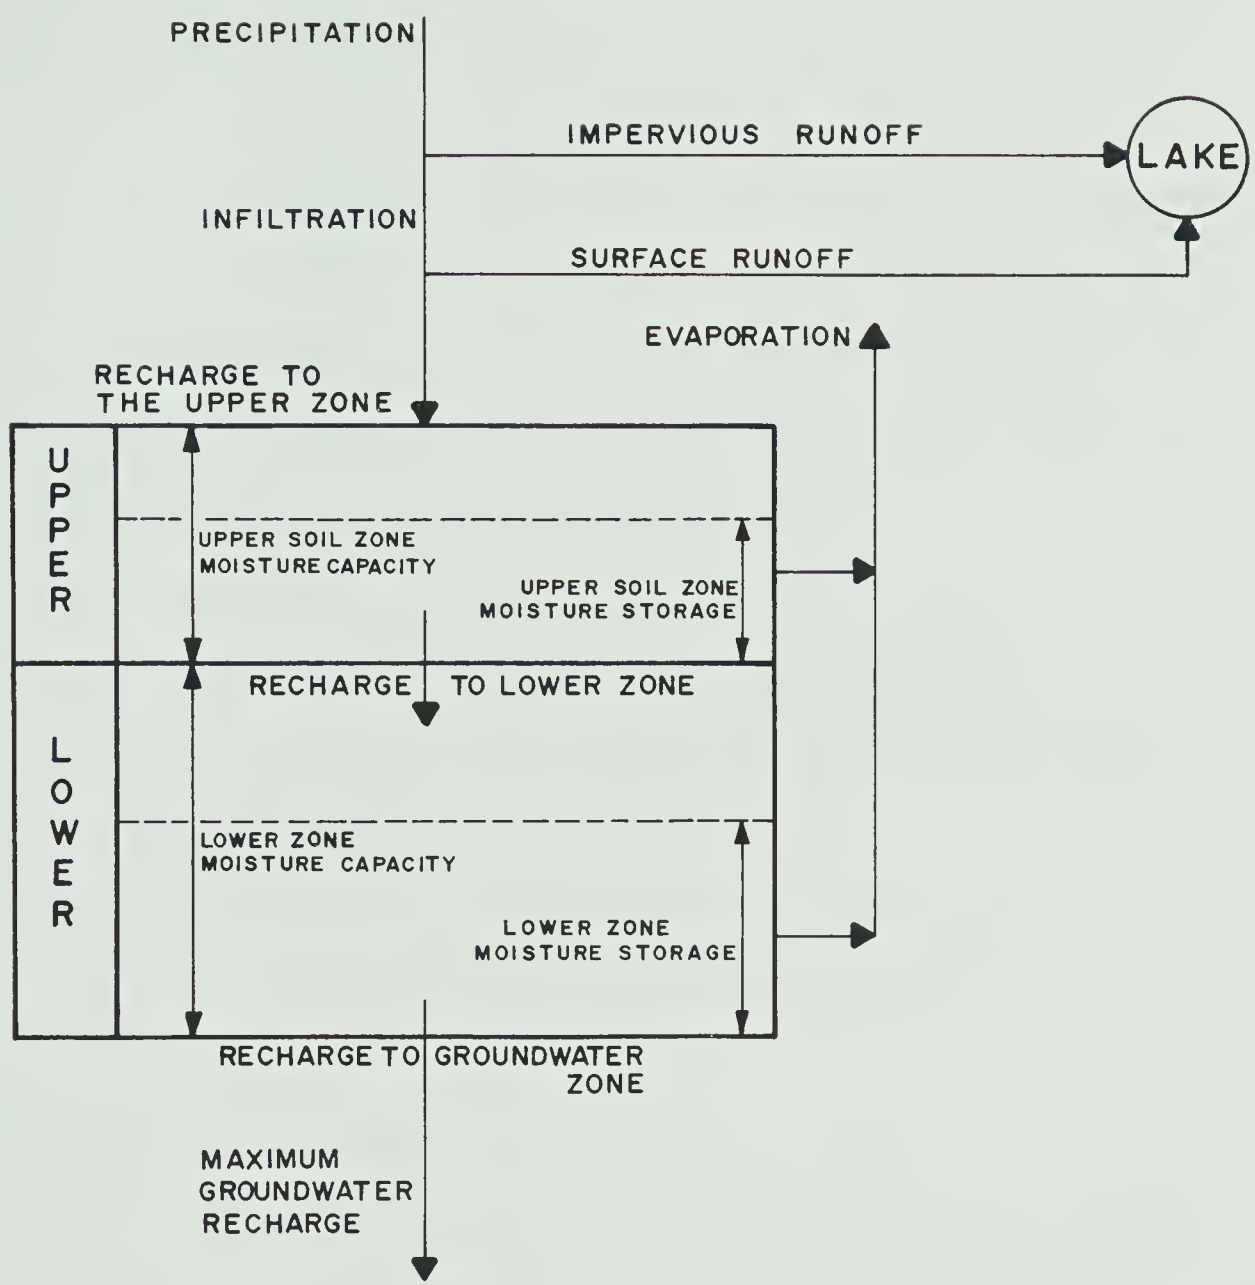 PRECIPITATION
IMPERVIOUS RUNOFF
LAKE
INFILTRATION
SURFACE RUNOFF
EVAPORATION
RECHARGE TO
THE UPPER ZONE
UPPER
UPPER SOIL ZONE
MOISTURE CAPACITY
UPPER SOIL ZONE
MOISTURE STORAGE
RECHARGE TO LOWER ZONE
LOWER
LOWER ZONE
MOISTURE CAPACITY
LOWER ZONE
MOISTURE STORAGE
RECHARGE TO GROUNDWATER
ZONE
MAXIMUM
GROUNDWATER
RECHARGE